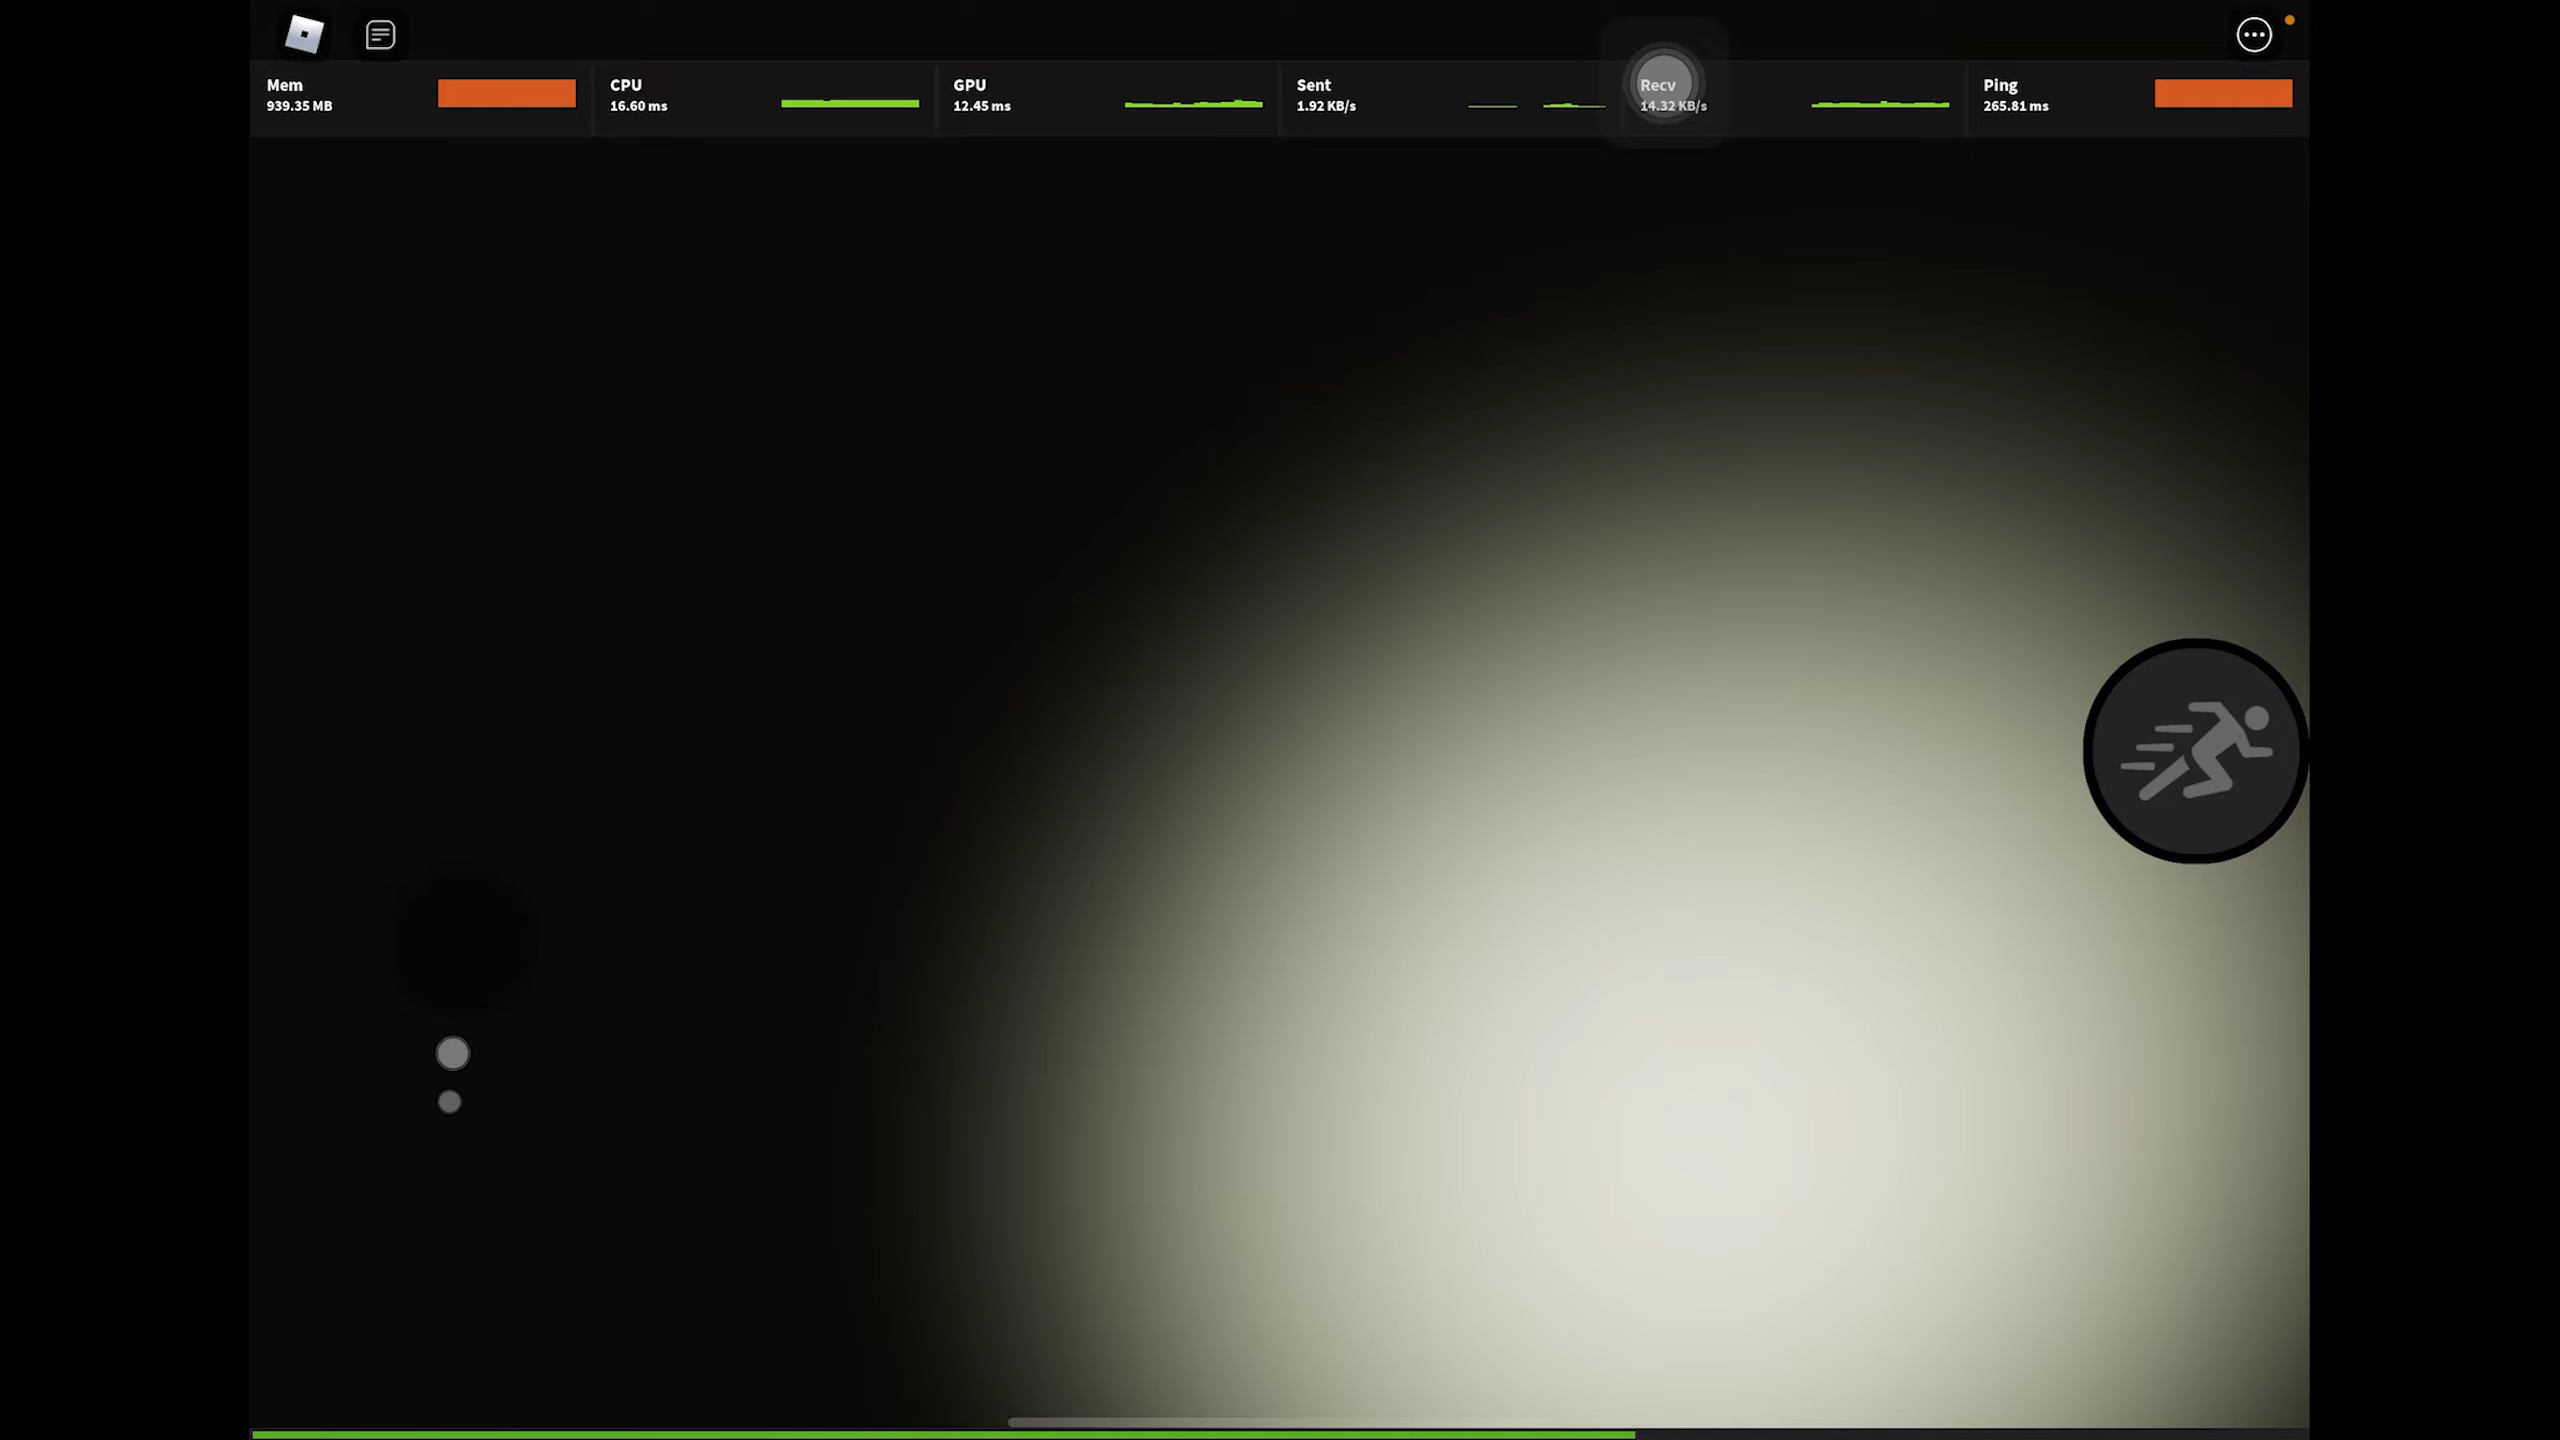 Mem
939.35 MB
CPU
16.60 ms
GPU
12.45 ms
Sent
1.92 KB/s
Recv
14.32 KB/s
Ping
265.81 ms